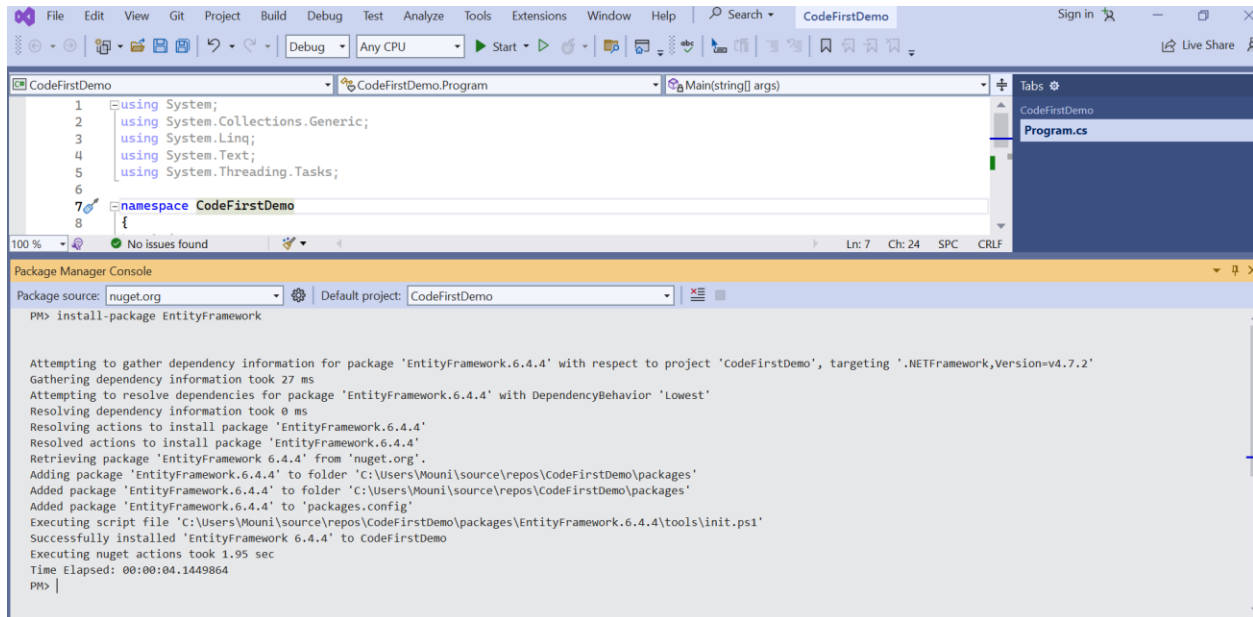 File Edit View Git Project Build Debug Test Analyze Tools Extensions Window Help Search CodeFirstDemo Sign in
Debug Any CPU Start Live Share
CodeFirstDemo CodeFirstDemo.Program Main(string[] args) Tabs
CodeFirstDemo
Program.cs
1 using System;
2 using System.Collections.Generic;
3 using System.Linq;
4 using System.Text;
5 using System.Threading.Tasks;
6
7 namespace CodeFirstDemo
8 {
100 % No issues found Ln: 7 Ch: 24 SPC CRLF
Package Manager Console
Package source: nuget.org Default project: CodeFirstDemo
PM> install-package EntityFramework
Attempting to gather dependency information for package 'EntityFramework.6.4.4' with respect to project 'CodeFirstDemo', targeting '.NETFramework,Version=v4.7.2'
Gathering dependency information took 27 ms
Attempting to resolve dependencies for package 'EntityFramework.6.4.4' with DependencyBehavior 'Lowest'
Resolving dependency information took 0 ms
Resolving actions to install package 'EntityFramework.6.4.4'
Resolved actions to install package 'EntityFramework.6.4.4'
Retrieving package 'EntityFramework 6.4.4' from 'nuget.org'.
Adding package 'EntityFramework.6.4.4' to folder 'C:\Users\Mouni\source\repos\CodeFirstDemo\packages'
Added package 'EntityFramework.6.4.4' to folder 'C:\Users\Mouni\source\repos\CodeFirstDemo\packages'
Added package 'EntityFramework.6.4.4' to 'packages.config'
Executing script file 'C:\Users\Mouni\source\repos\CodeFirstDemo\packages\EntityFramework.6.4.4\tools\init.ps1'
Successfully installed 'EntityFramework 6.4.4' to CodeFirstDemo
Executing nuget actions took 1.95 sec
Time Elapsed: 00:00:04.1449864
PM>